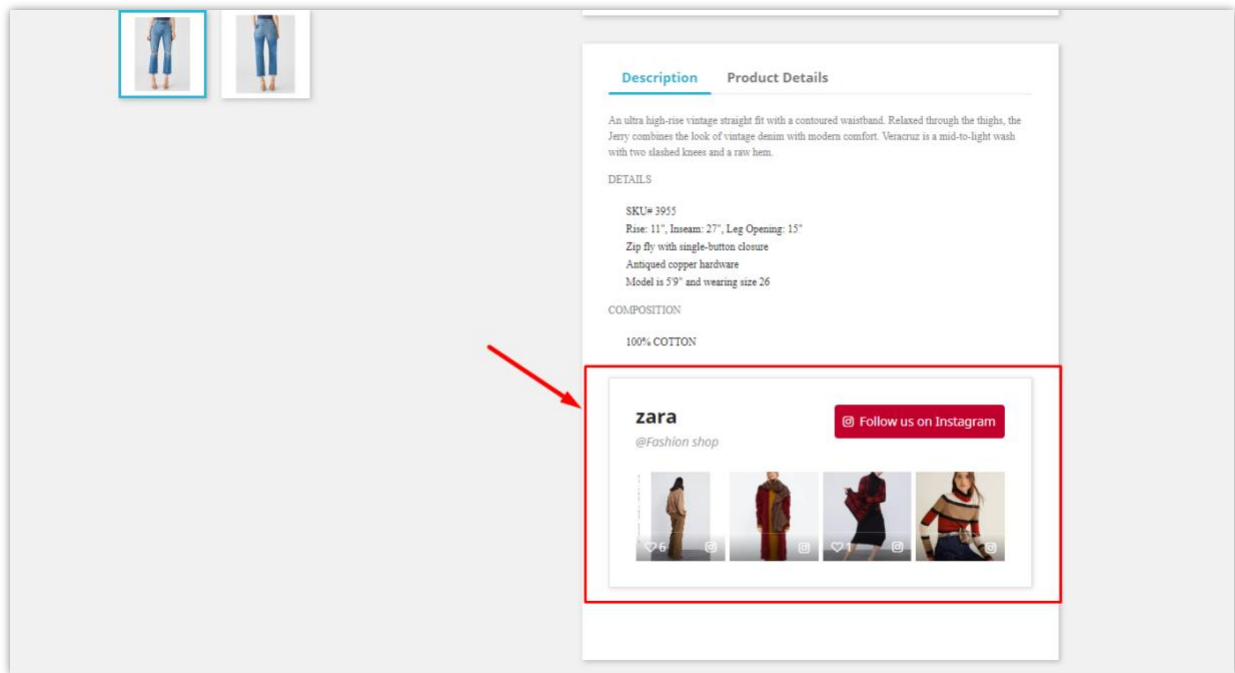 Description Product Details
An ultra high-rise vintage straight fit with a contoured waistband. Relaxed through the thighs, the
Jerry combines the look of vintage denim with modern comfort. Veracruz is a mid-to-light wash
with two slashed knees and a raw hem.
DETAILS
SKU# 3955
Rise: 11", Inseam: 27", Leg Opening: 15"
Zip fly with single-button closure
Antiqued copper hardware
Model is 5'9" and wearing size 26
COMPOSITION
100% COTTON
zara
Follow us on Instagram
@Fashion shop
6
1